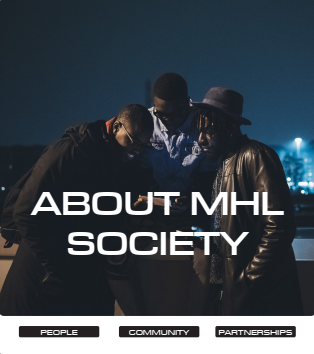 ABOUT MHL
SOCIETY
PEOPLE
COMMUNITY
PARTNERSHIPS